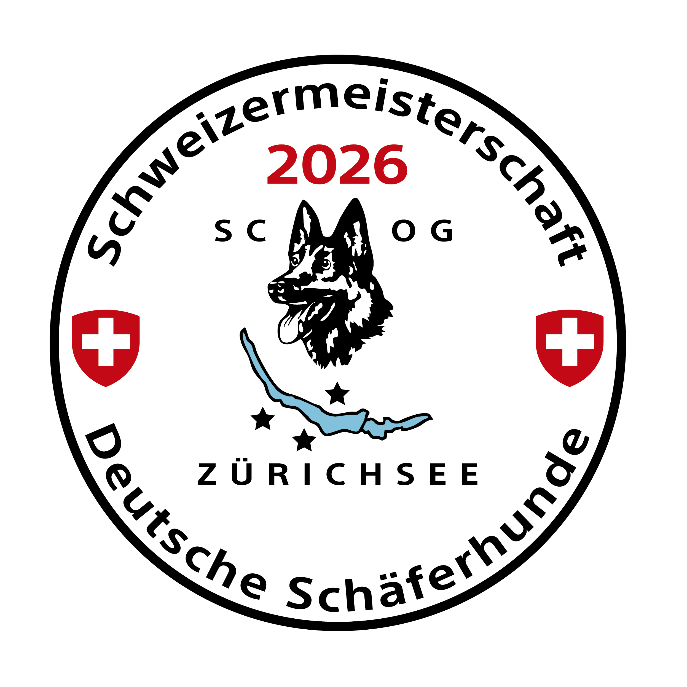 Schweizermeisterschaft
2026
SC OG
ZÜRICHSEE
Deutsche Schäferhunde